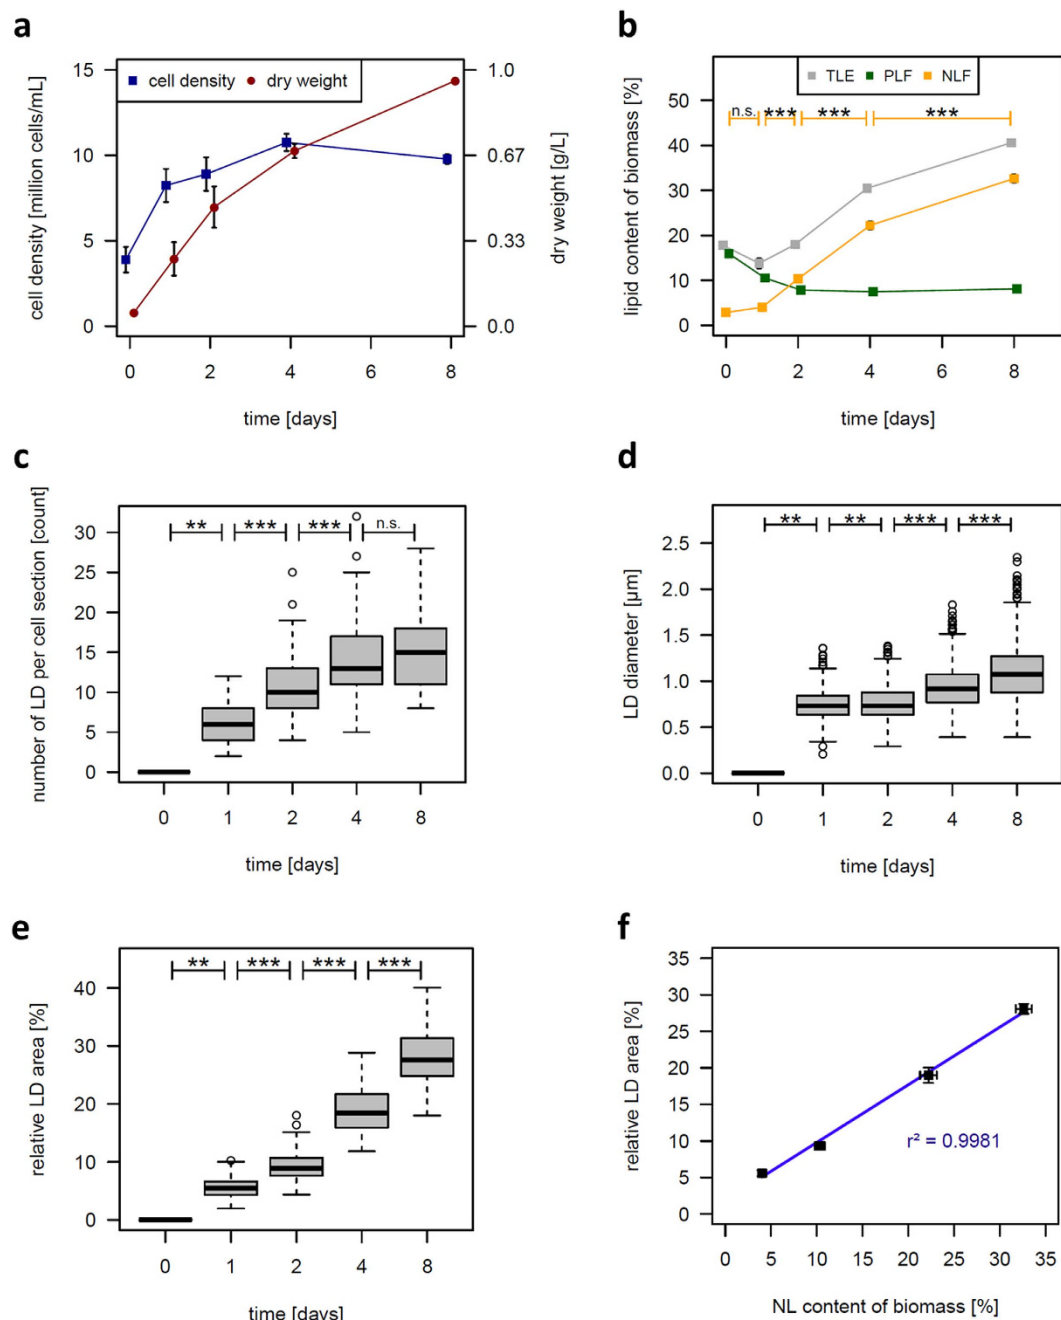 a
cell density
dry weight
cell density [million cells/mL]
15
10
5
0
1.0
0.67
0.33
0.0
dry weight [g/L]
0 2 4 6 8
time [days]
b
TLE PLF NLF
n.s. *** *** ***
lipid content of biomass [%]
50
40
30
20
10
0
0 2 4 6 8
time [days]
c
** *** *** n.s.
number of LD per cell section [count]
30
25
20
15
10
5
0
0 1 2 4 8
time [days]
d
** ** *** ***
LD diameter [µm]
2.5
2.0
1.5
1.0
0.5
0.0
0 1 2 4 8
time [days]
e
** *** *** ***
relative LD area [%]
40
30
20
10
0
0 1 2 4 8
time [days]
f
relative LD area [%]
35
30
25
20
15
10
5
0
r² = 0.9981
0 5 10 15 20 25 30 35
NL content of biomass [%]